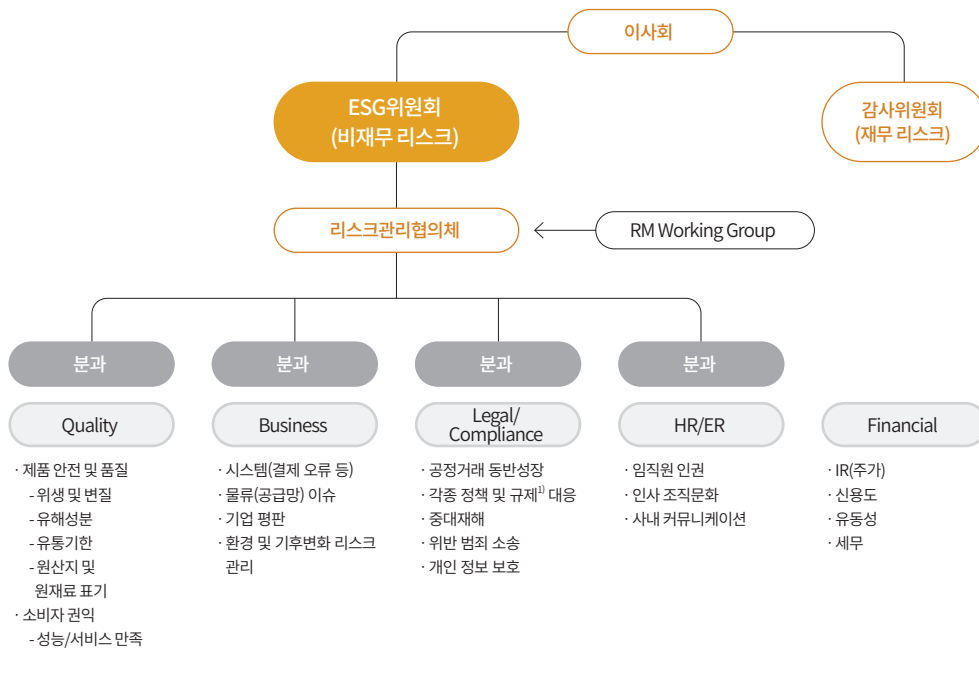 이사회
ESG위원회
(비재무 리스크)
감사위원회
(재무 리스크)
리스크관리협의체
RM Working Group
분과
분과
분과
분과
Quality
Business
Legal/
Compliance
HR/ER
Financial
· 제품 안전 및 품질
- 위생 및 변질
- 유해성분
- 유통기한
- 원산지 및
원재료 표기
· 소비자 권익
- 성능/서비스 만족
· 시스템(결제 오류 등)
· 물류(공급망) 이슈
· 기업 평판
· 환경 및 기후변화 리스크
관리
· 공정거래 동반성장
· 각종 정책 및 규제1) 대응
· 중대재해
· 위반 범죄 소송
· 개인 정보 보호
· 임직원 인권
· 인사 조직문화
· 사내 커뮤니케이션
· IR(주가)
· 신용도
· 유동성
· 세무